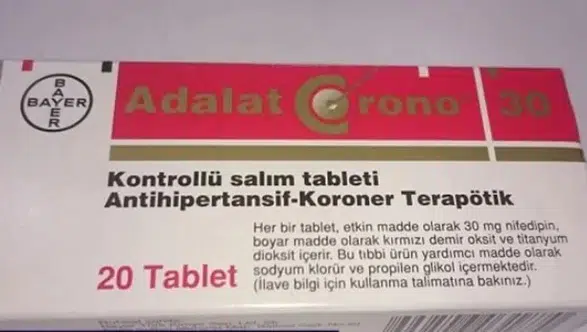 BAYER
BAYER
Adalat Crono 30
Kontrollü salım tableti
Antihipertansif-Koroner Terapötik
Her bir tablet, etkin madde olarak 30 mg nifedipin,
boyar madde olarak kırmızı demir oksit ve titanyum
dioksit içerir. Bu tıbbi ürün yardımcı madde olarak
sodyum klorür ve propilen glikol içermektedir.
(İlave bilgi için kullanma talimatına bakınız.)
20 Tablet